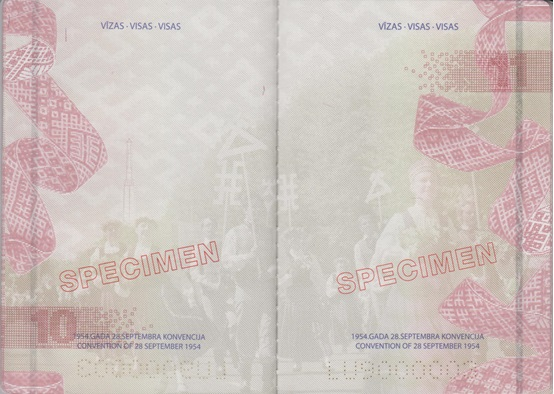 VĪZAS · VISAS · VISAS
SPECIMEN
10
1954.GADA 28.SEPTEMBRA KONVENCIJA
CONVENTION OF 28 SEPTEMBER 1954
VĪZAS · VISAS · VISAS
11
SPECIMEN
1954.GADA 28.SEPTEMBRA KONVENCIJA
CONVENTION OF 28 SEPTEMBER 1954